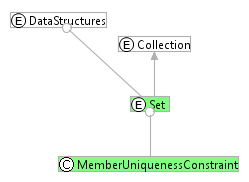 E DataStructures
E Collection
E Set
C MemberUniquenessConstraint